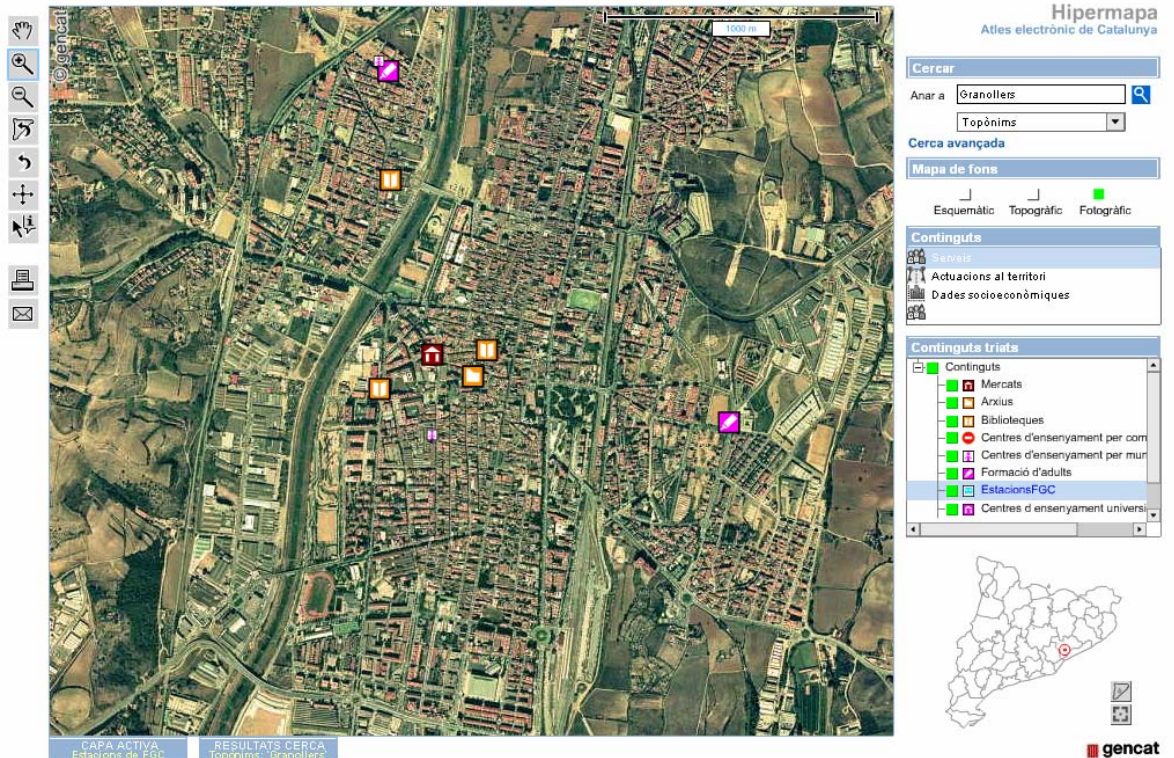 © gencat
1000 m
Hipermapa
Atles electrònic de Catalunya
Cercar
Anar a
Granollers
Topònims
Cerca avançada
Mapa de fons
Esquemàtic
Topogràfic
Fotogràfic
Continguts
Serveis
Actuacions al territori
Dades socioeconòmiques
Continguts triats
Continguts
Mercats
Arxius
Biblioteques
Centres d'ensenyament per com
Centres d'ensenyament per mun
Formació d'adults
EstacionsFGC
Centres d ensenyament universi
CAPA ACTIVA
Estacions de FGC
RESULTATS CERCA
Topònims: 'Granollers'
gencat